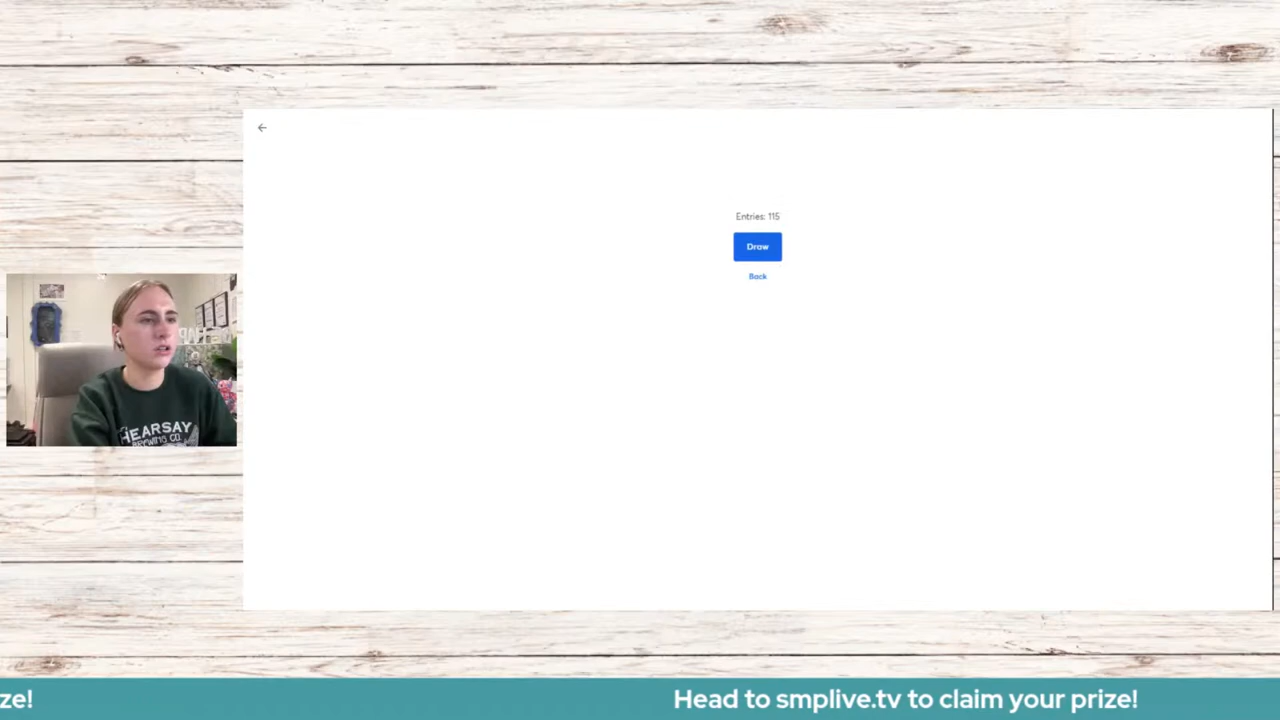 Entries: 115
Draw
Back
HEARSAY
BREWING CO
ze!
Head to smplive.tv to claim your prize!